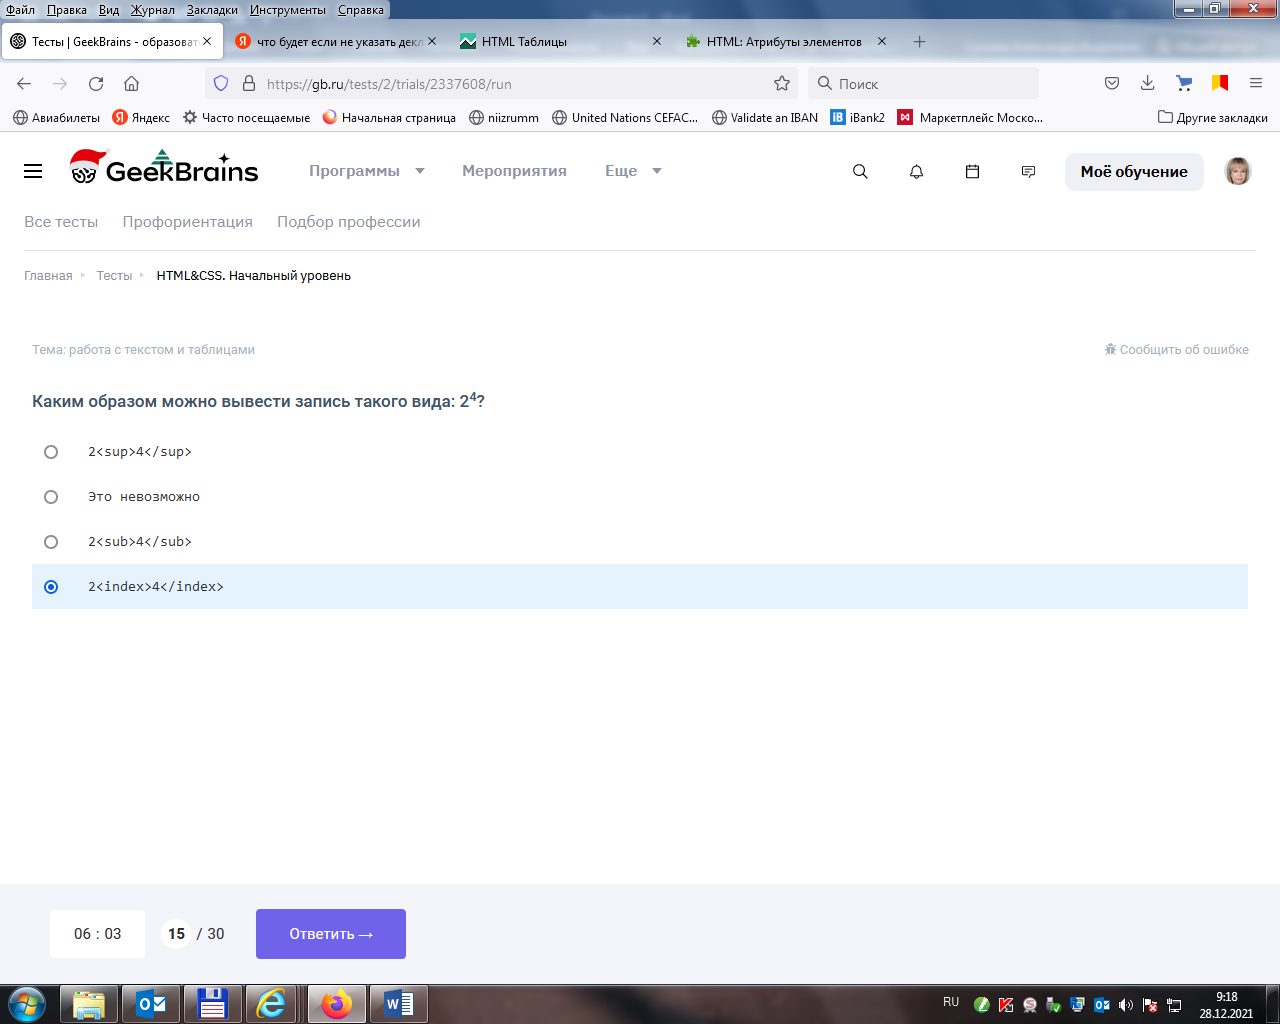 Файл Правка Вид Журнал Закладки Инструменты Справка
Тесты | GeekBrains - образоват
что будет если не указать декл
HTML Таблицы
HTML: Атрибуты элементов
https://gb.ru/tests/2/trials/2337608/run
Поиск
Авиабилеты Яндекс Часто посещаемые Начальная страница niizrumm United Nations CEFAC... Validate an IBAN iBank2 Маркетплейс Моско... Другие закладки
GeekBrains Программы Мероприятия Еще Моё обучение
Все тесты Профориентация Подбор профессии
Главная Тесты HTML&CSS. Начальный уровень
Тема: работа с текстом и таблицами Сообщить об ошибке
Каким образом можно вывести запись такого вида: 2⁴?
2<sup>4</sup>
Это невозможно
2<sub>4</sub>
2<index>4</index>
06 : 03 15 / 30 Ответить →
RU 9:18
28.12.2021